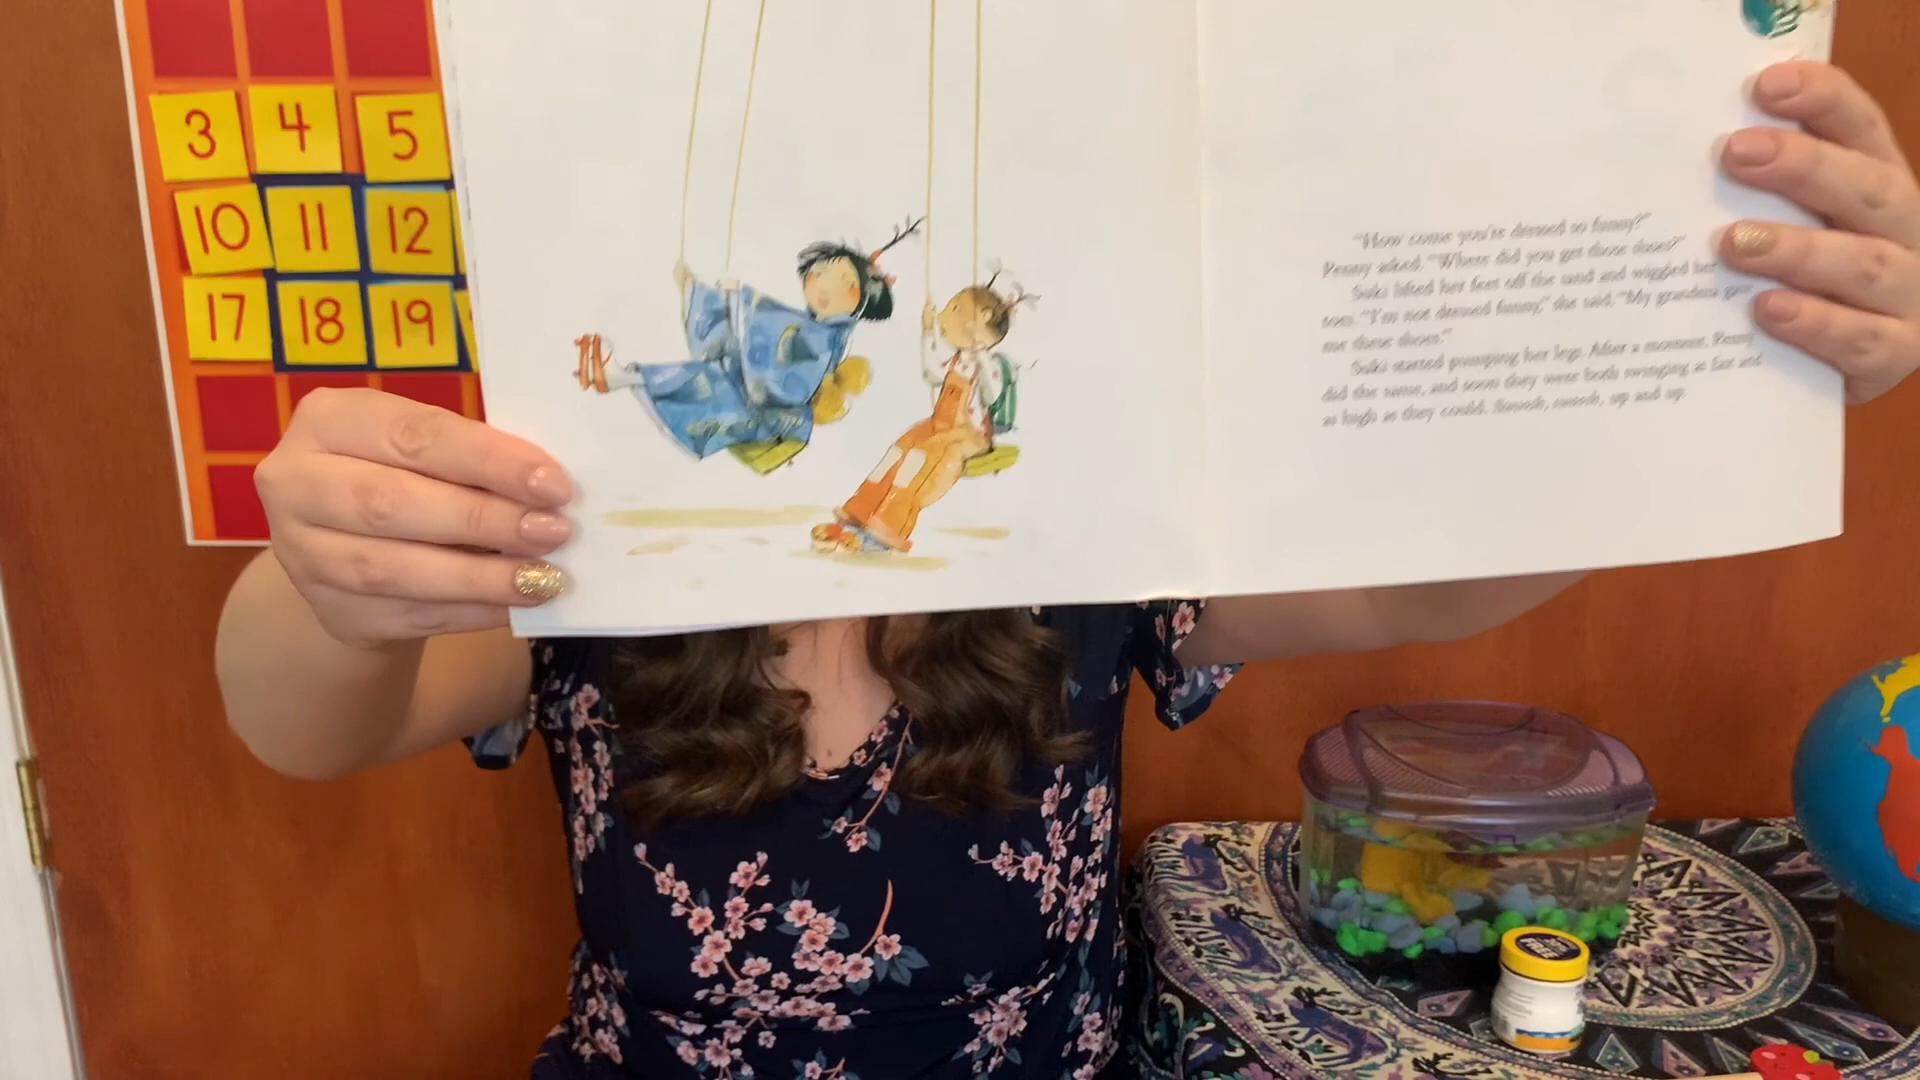 3 4 5
10 11 12
17 18 19
"How come you're dressed so funny?"
Penny asked. "Where did you get those shoes?"
Suki lifted her feet off the sand and wiggled her
toes. "I'm not dressed funny," she said. "My grandma gave
me these shoes."
Suki started pumping her legs. After a moment, Penny
did the same, and soon they were both swinging as fast and
as high as they could. Swoosh, swoosh, up and up.